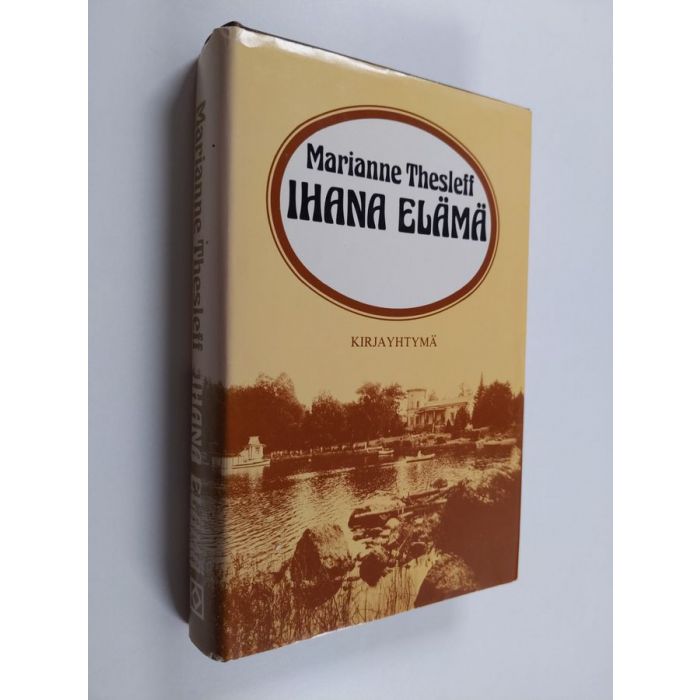 Marianne Thesleff
IHANA ELÄMÄ
KIRJAYHTYMÄ
Marianne Thesleff IHANA ELÄMÄ